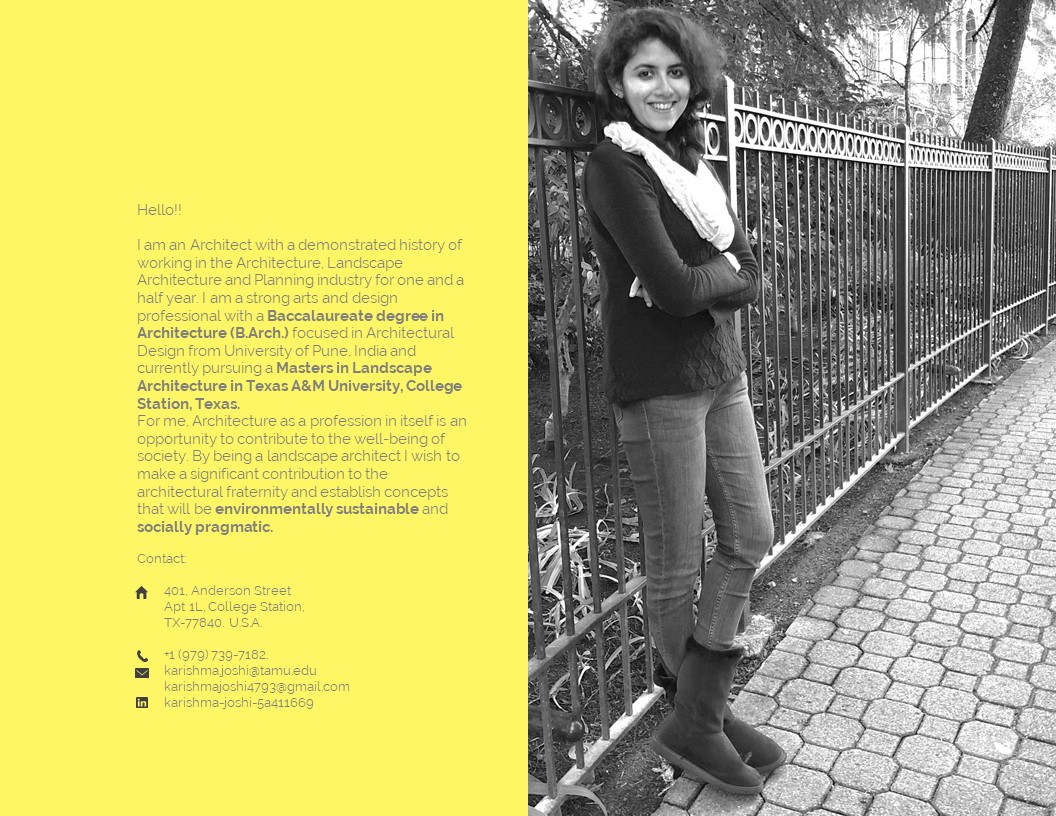 Hello!!
I am an Architect with a demonstrated history of
working in the Architecture, Landscape
Architecture and Planning industry for one and a
half year. I am a strong arts and design
professional with a Baccalaureate degree in
Architecture (B.Arch.) focused in Architectural
Design from University of Pune, India and
currently pursuing a Masters in Landscape
Architecture in Texas A&M University, College
Station, Texas.
For me, Architecture as a profession in itself is an
opportunity to contribute to the well-being of
society. By being a landscape architect I wish to
make a significant contribution to the
architectural fraternity and establish concepts
that will be environmentally sustainable and
socially pragmatic.
Contact:
401, Anderson Street
Apt 1L, College Station,
TX-77840. U.S.A.
+1 (979) 739-7182.
karishma.joshi@tamu.edu
karishmajoshi4793@gmail.com
in karishma-joshi-5a411669